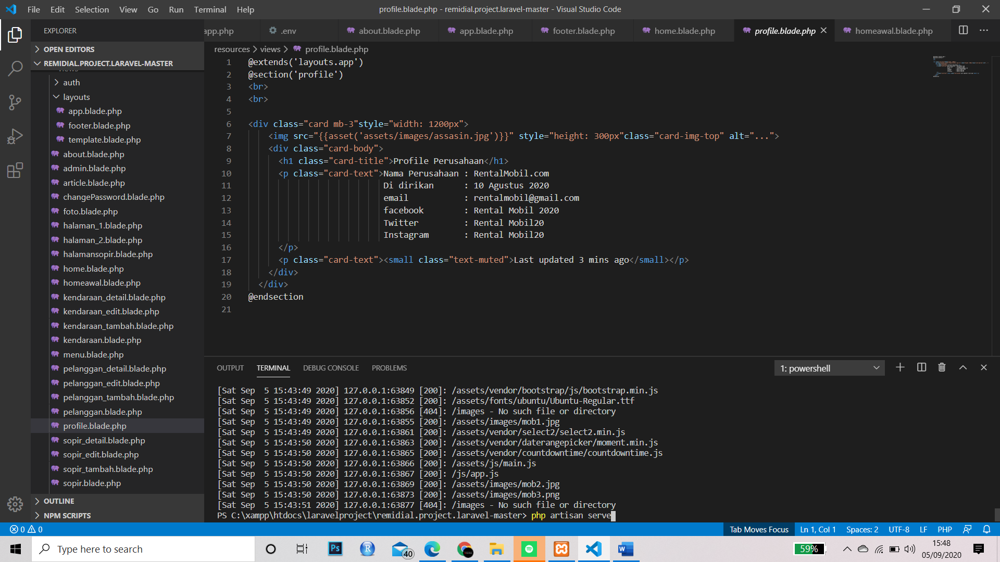 File Edit Selection View Go Run Terminal Help
profile.blade.php - remidial.project.laravel-master - Visual Studio Code
EXPLORER
app.php
.env
about.blade.php
app.blade.php
footer.blade.php
home.blade.php
profile.blade.php
homeawal.blade.php
OPEN EDITORS
REMIDIAL.PROJECT.LARAVEL-MASTER
views
auth
layouts
app.blade.php
footer.blade.php
template.blade.php
about.blade.php
admin.blade.php
article.blade.php
changePassword.blade.php
foto.blade.php
halaman_1.blade.php
halaman_2.blade.php
halamansopir.blade.php
home.blade.php
homeawal.blade.php
kendaraan_detail.blade.php
kendaraan_edit.blade.php
kendaraan_tambah.blade.php
kendaraan.blade.php
menu.blade.php
pelanggan_detail.blade.php
pelanggan_edit.blade.php
pelanggan_tambah.blade.php
pelanggan.blade.php
profile.blade.php
sopir_detail.blade.php
sopir_edit.blade.php
sopir_tambah.blade.php
sopir.blade.php
OUTLINE
NPM SCRIPTS
resources > views > profile.blade.php
1 @extends('layouts.app')
2 @section('profile')
3 <br>
4 <br>
5
6 <div class="card mb-3"style="width: 1200px">
7 <img src="{{asset('assets/images/assasin.jpg')}}" style="height: 300px"class="card-img-top" alt="...">
8 <div class="card-body">
9 <h1 class="card-title">Profile Perusahaan</h1>
10 <p class="card-text">Nama Perusahaan : RentalMobil.com
11 Di dirikan : 10 Agustus 2020
12 email : rentalmobil@gmail.com
13 facebook : Rental Mobil 2020
14 Twitter : Rental Mobil20
15 Instagram : Rental Mobil20
16 </p>
17 <p class="card-text"><small class="text-muted">Last updated 3 mins ago</small></p>
18 </div>
19 </div>
20 @endsection
21
OUTPUT TERMINAL DEBUG CONSOLE PROBLEMS
1: powershell
[Sat Sep  5 15:43:49 2020] 127.0.0.1:63849 [200]: /assets/vendor/bootstrap/js/bootstrap.min.js
[Sat Sep  5 15:43:49 2020] 127.0.0.1:63852 [200]: /assets/fonts/ubuntu/Ubuntu-Regular.ttf
[Sat Sep  5 15:43:49 2020] 127.0.0.1:63856 [404]: /images - No such file or directory
[Sat Sep  5 15:43:49 2020] 127.0.0.1:63855 [200]: /assets/images/mob1.jpg
[Sat Sep  5 15:43:49 2020] 127.0.0.1:63861 [200]: /assets/vendor/select2/select2.min.js
[Sat Sep  5 15:43:50 2020] 127.0.0.1:63863 [200]: /assets/vendor/daterangepicker/moment.min.js
[Sat Sep  5 15:43:50 2020] 127.0.0.1:63865 [200]: /assets/vendor/countdowntime/countdowntime.js
[Sat Sep  5 15:43:50 2020] 127.0.0.1:63866 [200]: /assets/js/main.js
[Sat Sep  5 15:43:50 2020] 127.0.0.1:63867 [200]: /js/app.js
[Sat Sep  5 15:43:50 2020] 127.0.0.1:63869 [200]: /assets/images/mob2.jpg
[Sat Sep  5 15:43:50 2020] 127.0.0.1:63873 [200]: /assets/images/mob3.png
[Sat Sep  5 15:43:51 2020] 127.0.0.1:63877 [404]: /images - No such file or directory
PS C:\xampp\htdocs\laravelproject\remidial.project.laravel-master> php artisan serve
0 0
Tab Moves Focus Ln 1, Col 1 Spaces: 2 UTF-8 LF PHP
Type here to search
Ps
R
40
W
59%
15:48
05/09/2020